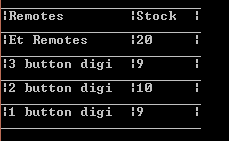 ¦Remotes ¦Stock ¦
¦Et Remotes ¦20 ¦
¦3 button digi ¦9 ¦
¦2 button digi ¦10 ¦
¦1 button digi ¦9 ¦